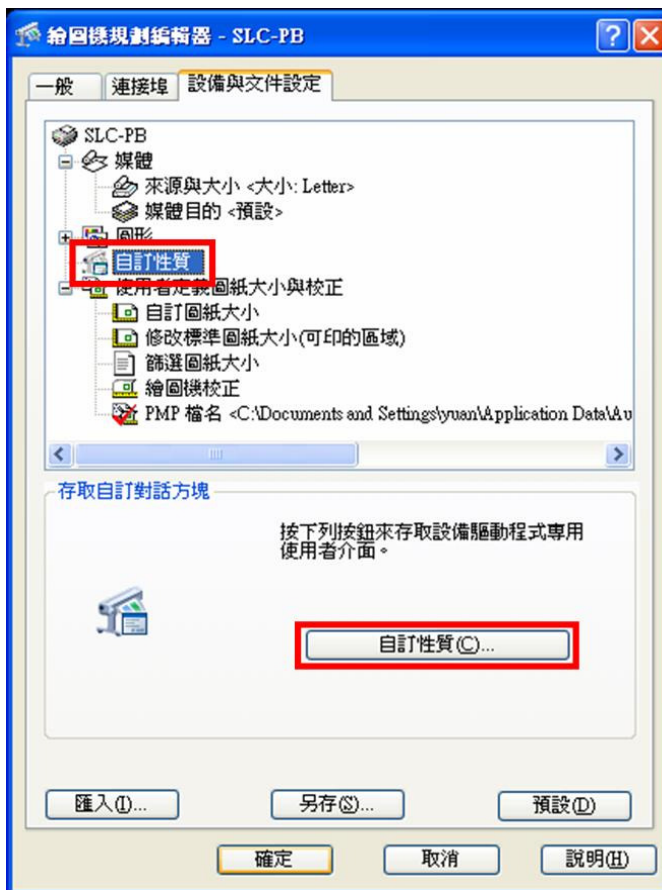 繪圖機規劃編輯器 - SLC-PB
一般 連接埠 設備與文件設定
SLC-PB
媒體
來源與大小 <大小: Letter>
媒體目的 <預設>
圖形
自訂性質
使用者定義圖紙大小與校正
自訂圖紙大小
修改標準圖紙大小(可印的區域)
篩選圖紙大小
繪圖機校正
PMP 檔名 <C:\Documents and Settings\yuan\Application Data\Au
存取自訂對話方塊
按下列按鈕來存取設備驅動程式專用
使用者介面。
自訂性質(C)...
匯入(I)... 另存(S)... 預設(D)
確定 取消 說明(H)